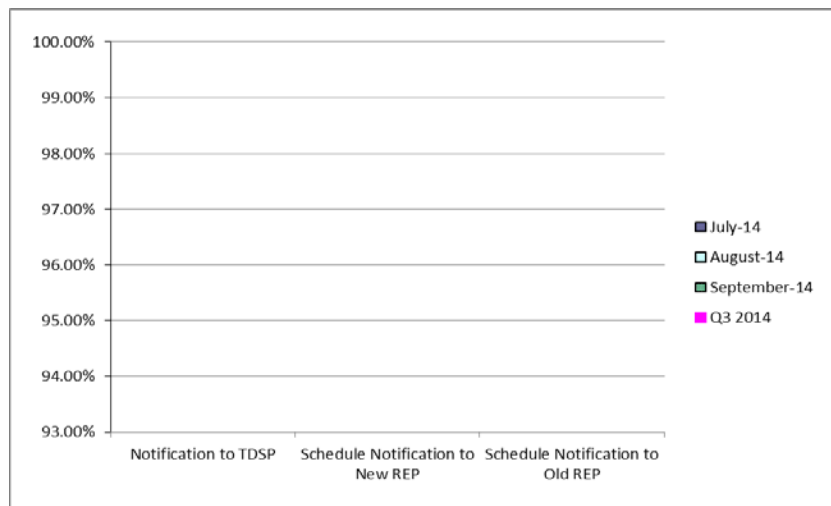 100.00%
99.00%
98.00%
97.00%
96.00%
95.00%
94.00%
93.00%
Notification to TDSP
Schedule Notification to
New REP
Schedule Notification to
Old REP
July-14
August-14
September-14
Q3 2014